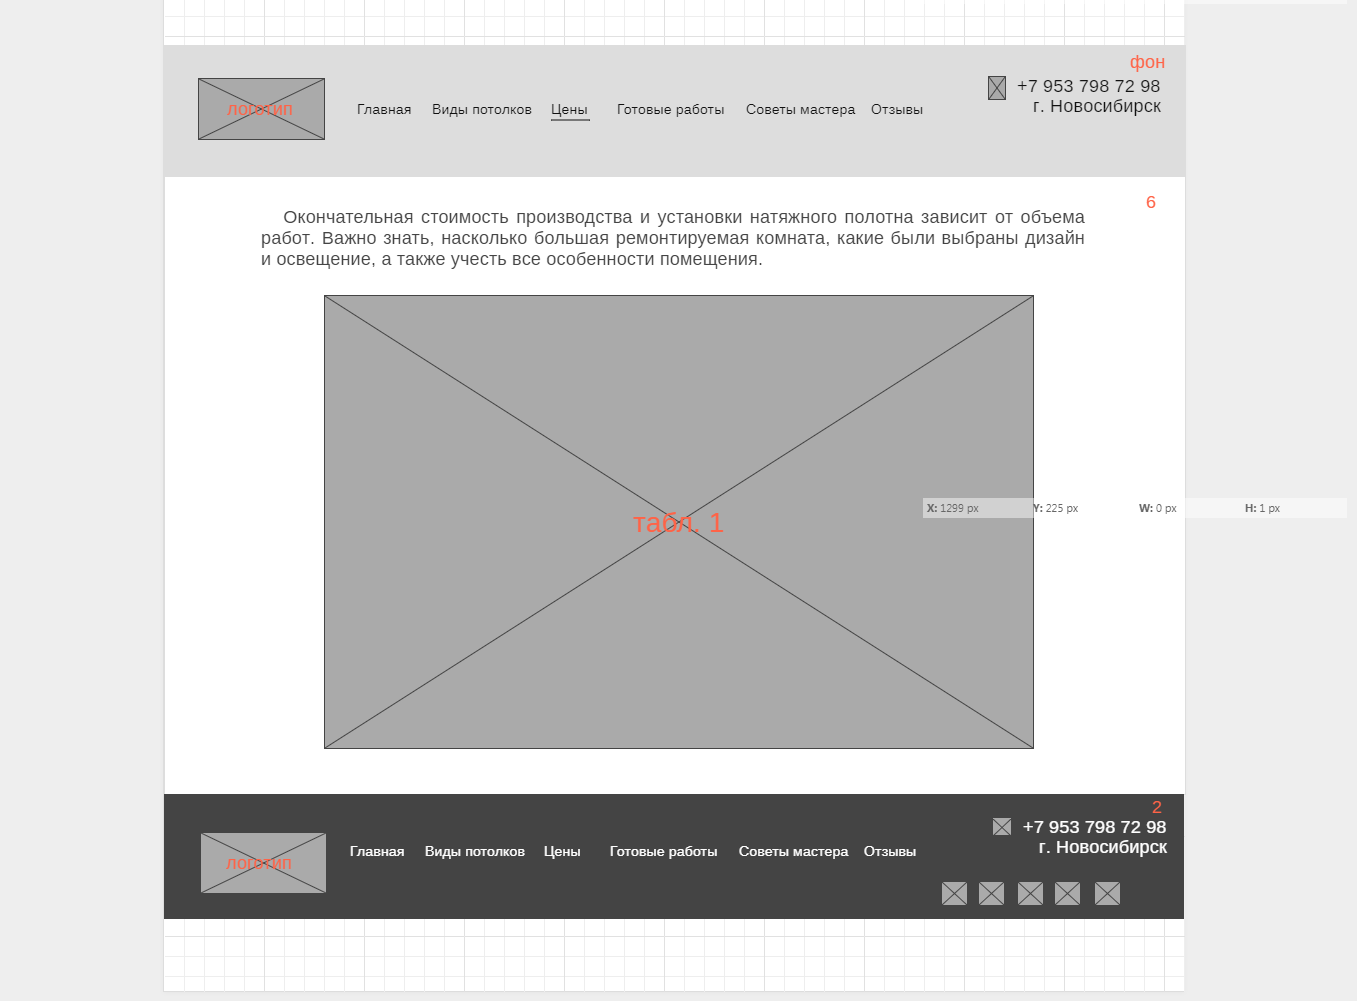 фон
логотип
Главная Виды потолков Цены Готовые работы Советы мастера Отзывы
+7 953 798 72 98
г. Новосибирск
6
Окончательная стоимость производства и установки натяжного полотна зависит от объема
работ. Важно знать, насколько большая ремонтируемая комната, какие были выбраны дизайн
и освещение, а также учесть все особенности помещения.
табл. 1
X: 1299 px Y: 225 px W: 0 px H: 1 px
2
логотип
Главная Виды потолков Цены Готовые работы Советы мастера Отзывы
+7 953 798 72 98
г. Новосибирск